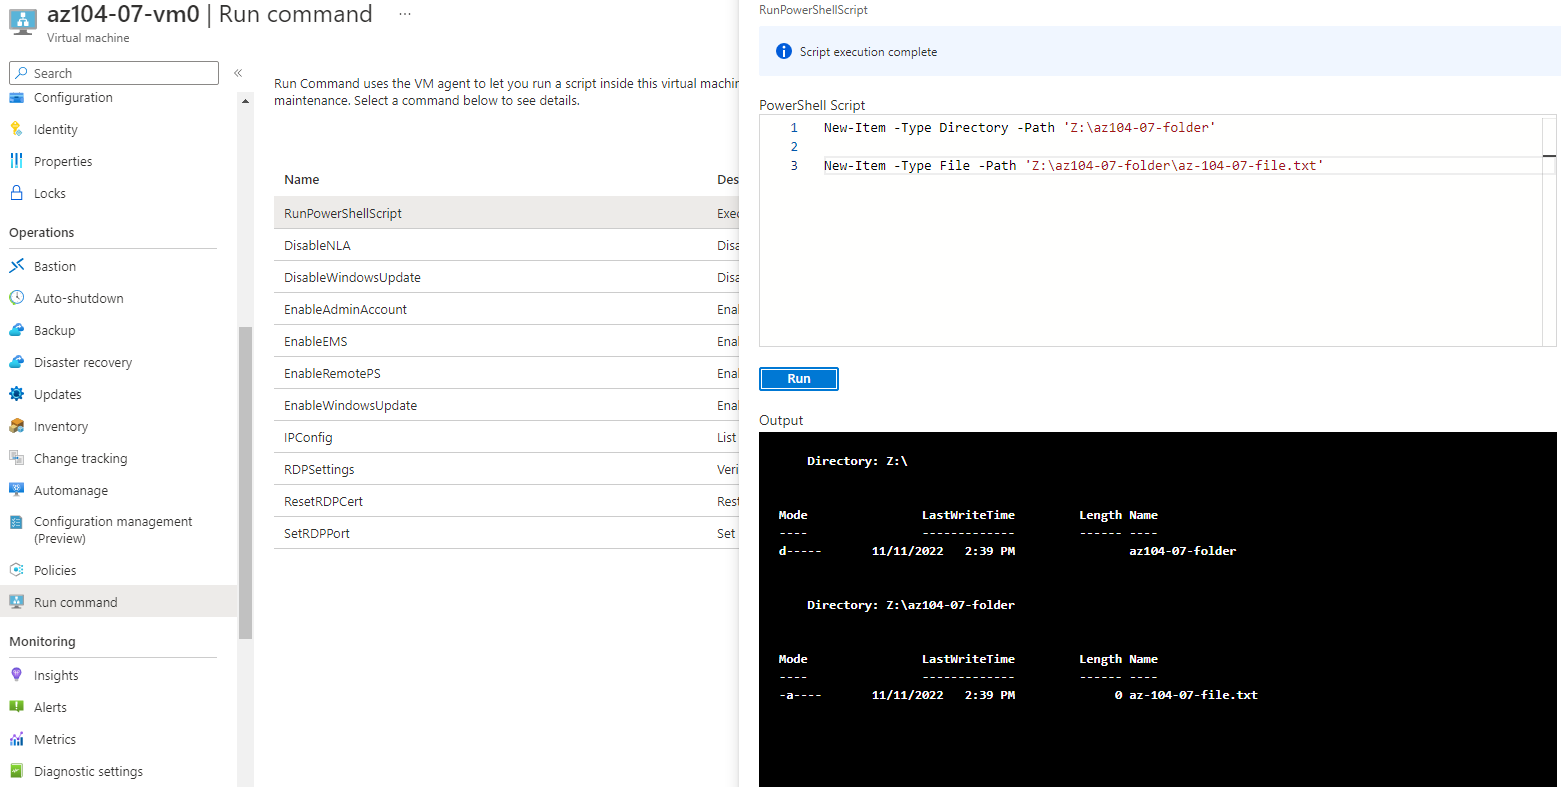 az104-07-vm0 | Run command ...
Virtual machine
Search
«
Configuration
Identity
Properties
Locks
Operations
Bastion
Auto-shutdown
Backup
Disaster recovery
Updates
Inventory
Change tracking
Automanage
Configuration management
(Preview)
Policies
Run command
Monitoring
Insights
Alerts
Metrics
Diagnostic settings
Run Command uses the VM agent to let you run a script inside this virtual machin
maintenance. Select a command below to see details.
Name Des
RunPowerShellScript Exec
DisableNLA Disa
DisableWindowsUpdate Disa
EnableAdminAccount Enal
EnableEMS Enal
EnableRemotePS Enal
EnableWindowsUpdate Enal
IPConfig List
RDPSettings Veri
ResetRDPCert Rest
SetRDPPort Set
RunPowerShellScript
Script execution complete
PowerShell Script
1 New-Item -Type Directory -Path 'Z:\az104-07-folder'
2
3 New-Item -Type File -Path 'Z:\az104-07-folder\az-104-07-file.txt'
Run
Output
Directory: Z:\
Mode LastWriteTime Length Name
---- ------------- ------ ----
d----- 11/11/2022 2:39 PM az104-07-folder
Directory: Z:\az104-07-folder
Mode LastWriteTime Length Name
---- ------------- ------ ----
-a---- 11/11/2022 2:39 PM 0 az-104-07-file.txt